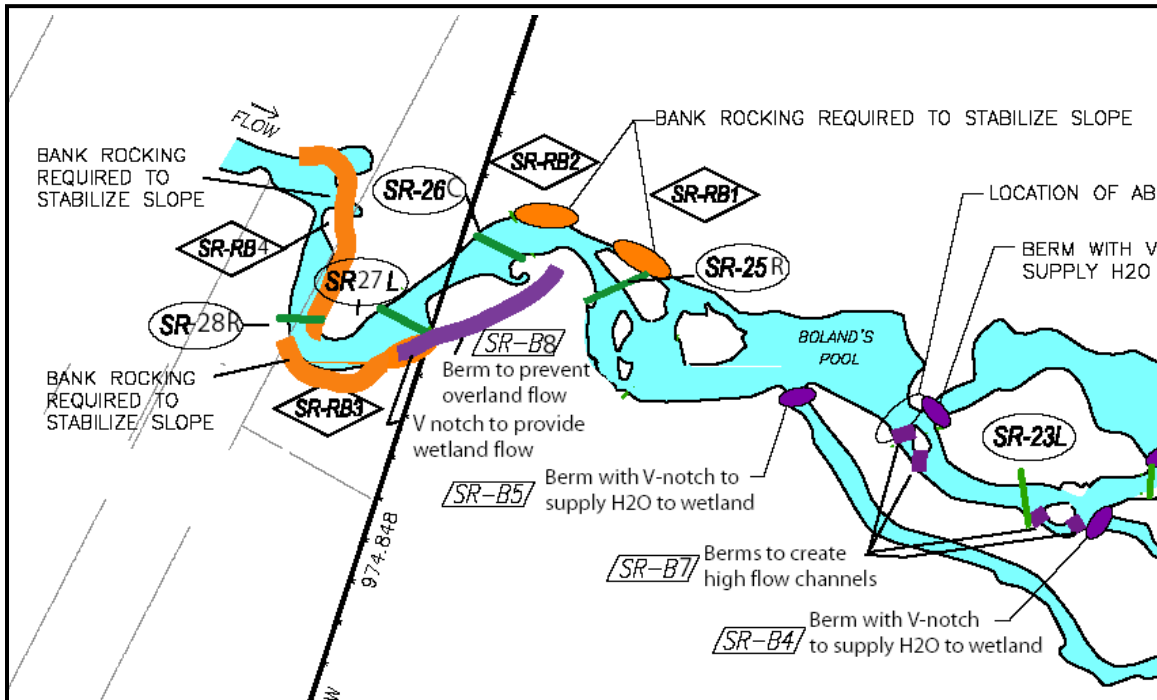 FLOW
BANK ROCKING
REQUIRED TO
STABILIZE SLOPE
SR-26C
SR-RB2
BANK ROCKING REQUIRED TO STABILIZE SLOPE
SR-RB1
LOCATION OF AB
BERM WITH V
SUPPLY H2O
SR-RB4
SR27L
SR-25R
SR-28R
BOLAND'S
POOL
SR-B8
Berm to prevent
overland flow
BANK ROCKING
REQUIRED TO
STABILIZE SLOPE
SR-RB3
V notch to provide
wetland flow
SR-23L
SR-B5
Berm with V-notch to
supply H2O to wetland
974.848
SR-B7
Berms to create
high flow channels
SR-B4
Berm with V-notch
to supply H2O to wetland
W